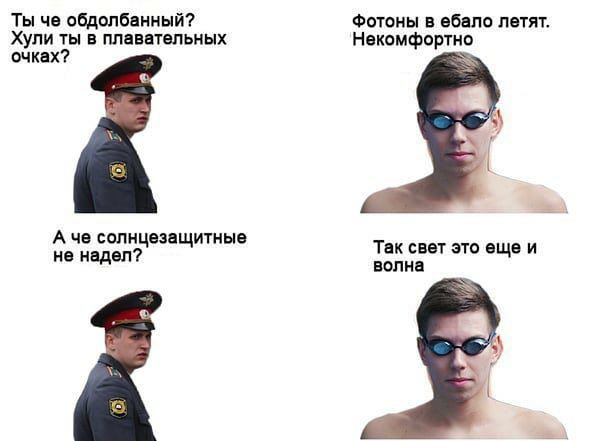 Ты че обдолбанный?
Хули ты в плавательных
очках?
Фотоны в ебало летят.
Некомфортно
А че солнцезащитные
не надел?
Так свет это еще и
волна